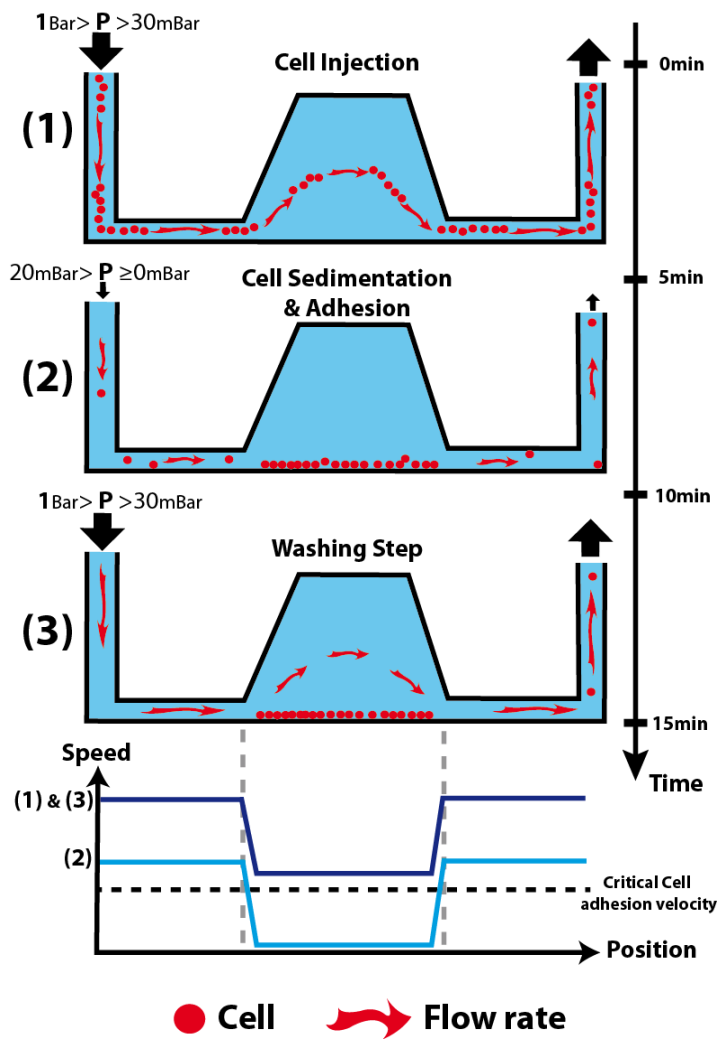 1Bar> P >30mBar
0min
Cell Injection
(1)
5min
20mBar> P ≥0mBar
Cell Sedimentation
& Adhesion
(2)
10min
1Bar> P >30mBar
Washing Step
(3)
15min
Speed
Time
(1) & (3)
(2)
Critical Cell
adhesion velocity
Position
Cell
Flow rate